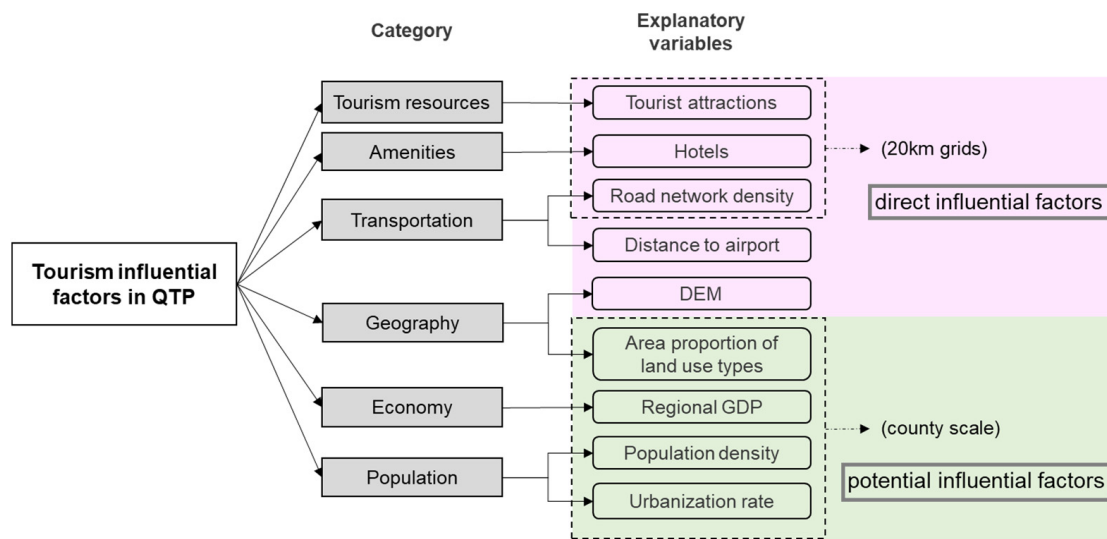 Category
Explanatory
variables
Tourism resources
Tourist attractions
Amenities
Hotels
(20km grids)
Road network density
direct influential factors
Transportation
Distance to airport
Tourism influential
factors in QTP
DEM
Geography
Area proportion of
land use types
Economy
Regional GDP
(county scale)
Population density
Population
potential influential factors
Urbanization rate